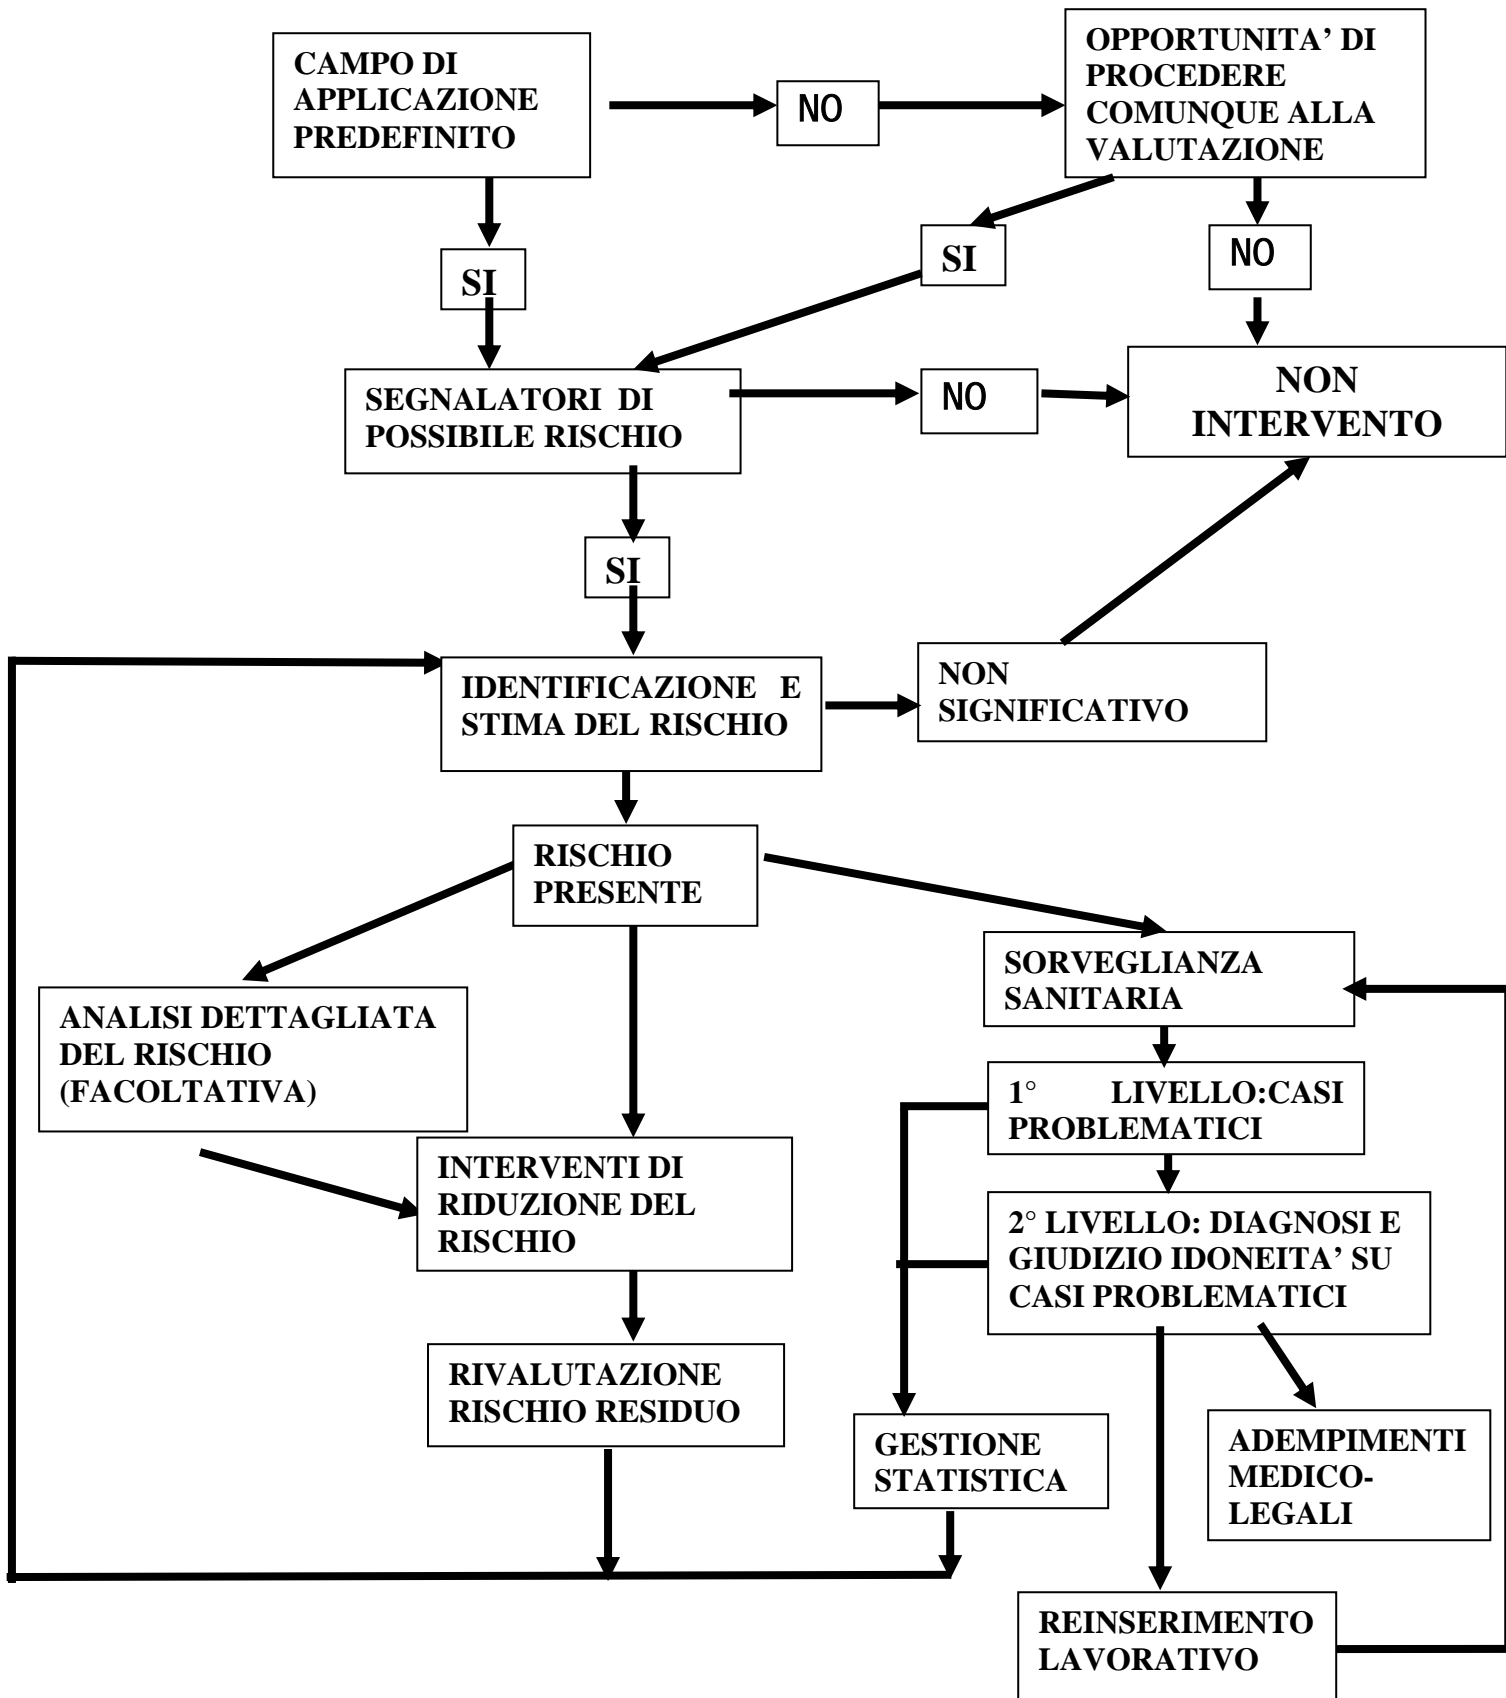 CAMPO DI
APPLICAZIONE
PREDEFINITO
NO
OPPORTUNITA’ DI
PROCEDERE
COMUNQUE ALLA
VALUTAZIONE
SI
SI
NO
SEGNALATORI DI
POSSIBILE RISCHIO
NO
NON
INTERVENTO
SI
IDENTIFICAZIONE E
STIMA DEL RISCHIO
NON
SIGNIFICATIVO
RISCHIO
PRESENTE
ANALISI DETTAGLIATA
DEL RISCHIO
(FACOLTATIVA)
SORVEGLIANZA
SANITARIA
1° LIVELLO:CASI
PROBLEMATICI
INTERVENTI DI
RIDUZIONE DEL
RISCHIO
2° LIVELLO: DIAGNOSI E
GIUDIZIO IDONEITA’ SU
CASI PROBLEMATICI
RIVALUTAZIONE
RISCHIO RESIDUO
GESTIONE
STATISTICA
ADEMPIMENTI
MEDICO-
LEGALI
REINSERIMENTO
LAVORATIVO